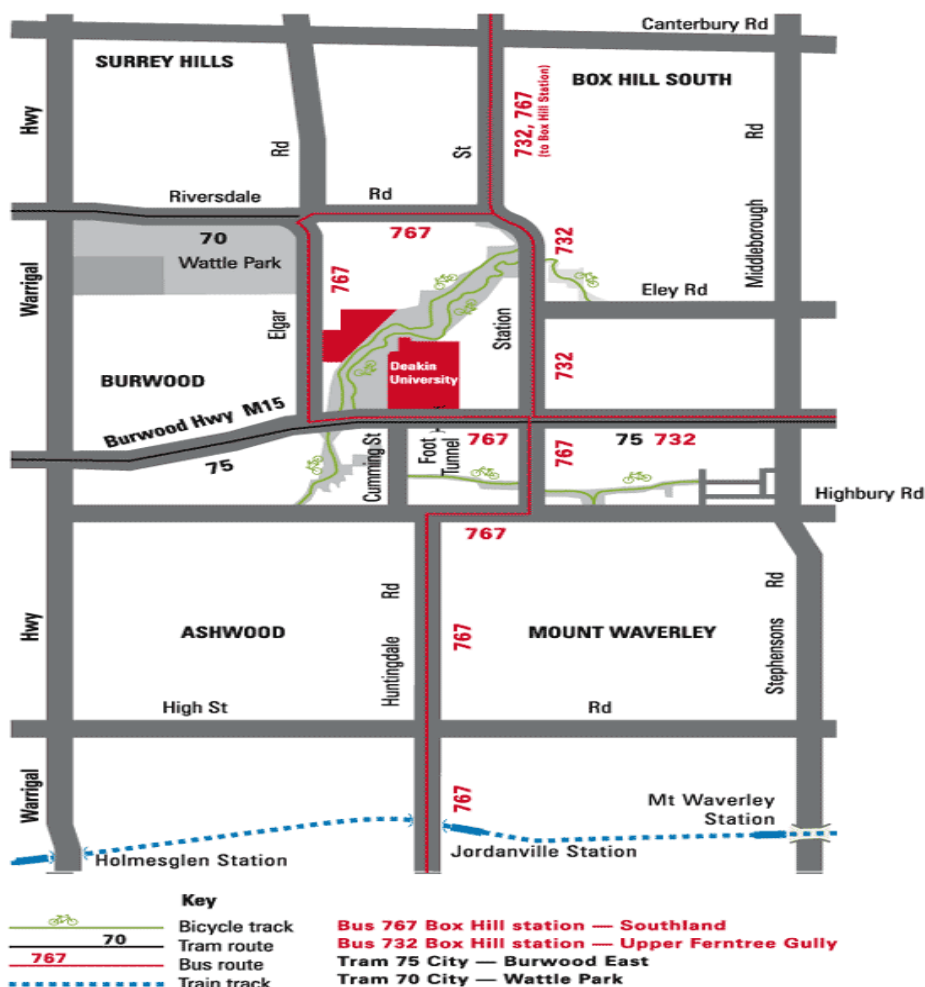 Canterbury Rd
SURREY HILLS
BOX HILL SOUTH
Hwy
Rd
St
732, 767
(to Box Hill Station)
Rd
Riversdale
Rd
70
767
732
Wattle Park
Middleborough
Warrigal
767
Eley Rd
Elgar
Station
732
Deakin
University
BURWOOD
Burwood Hwy M15
75
Cumming St
Foot
Tunnel
767
767
75 732
Highbury Rd
767
Hwy
Rd
Rd
ASHWOOD
MOUNT WAVERLEY
767
Huntingdale
Stephensons
High St
Rd
Warrigal
767
Mt Waverley
Station
Holmesglen Station
Jordanville Station
Key
Bicycle track
70
Tram route
767
Bus route
Train track
Bus 767 Box Hill station — Southland
Bus 732 Box Hill station — Upper Ferntree Gully
Tram 75 City — Burwood East
Tram 70 City — Wattle Park